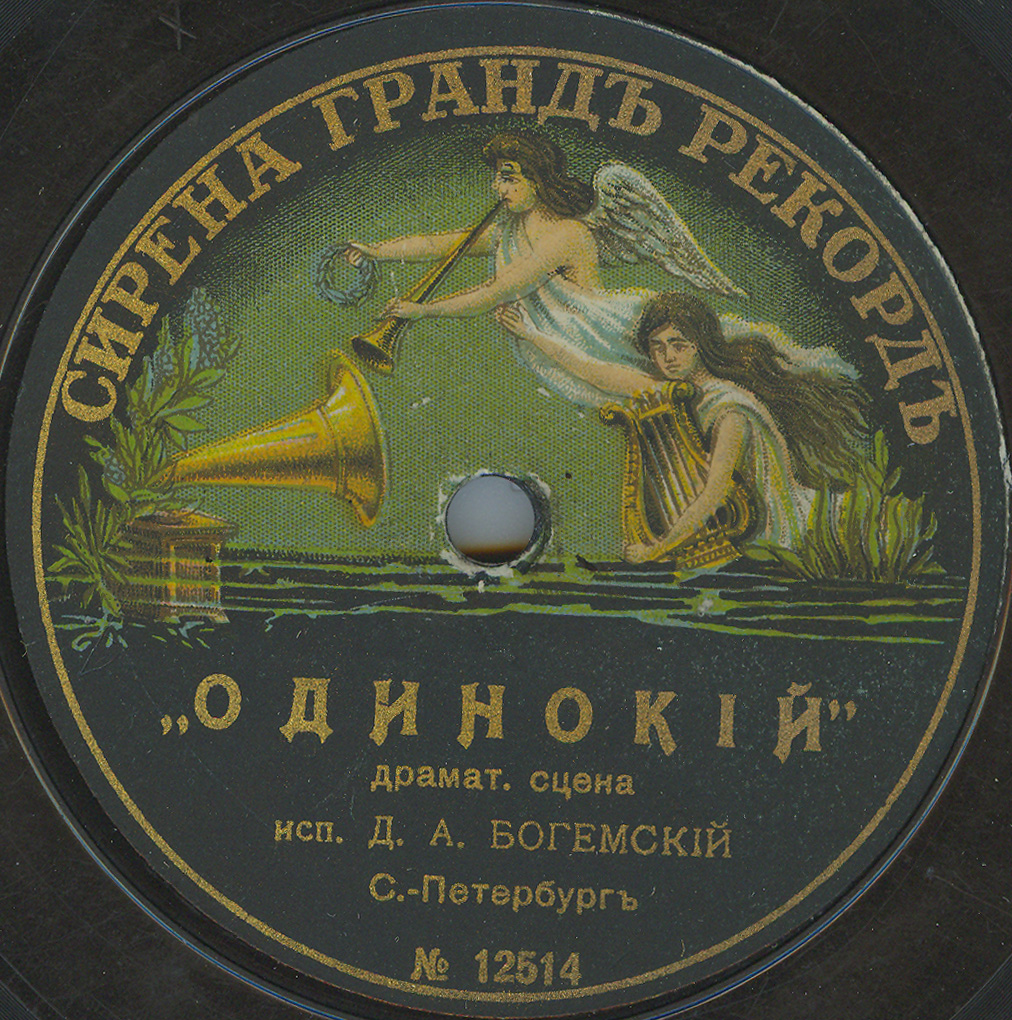 СИРЕНА ГРАНДЪ РЕКОРДЪ
„ОДИНОКІЙ”
драмат. сцена
исп. Д. А. БОГЕМСКІЙ
С.-Петербургъ
№ 12514